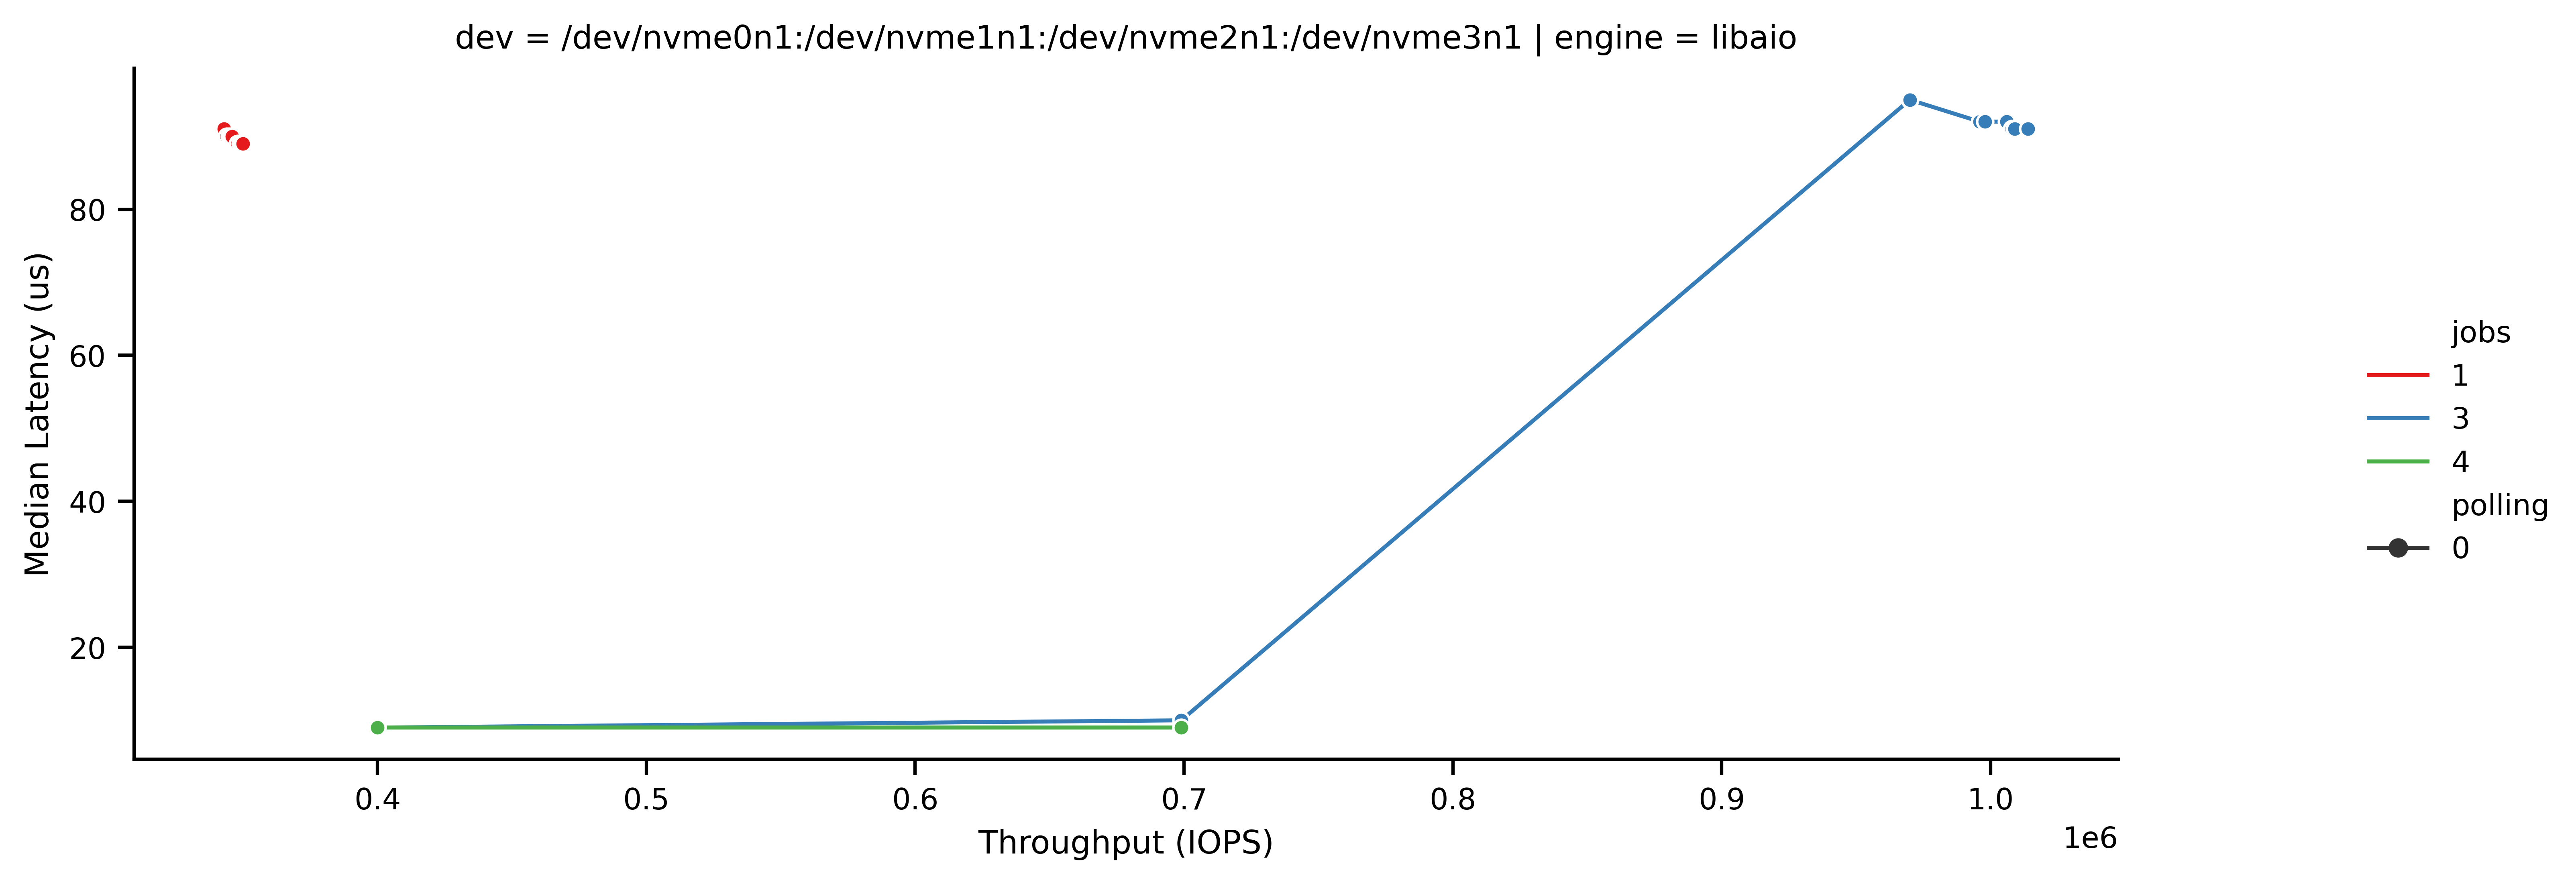 dev = /dev/nvme0n1:/dev/nvme1n1:/dev/nvme2n1:/dev/nvme3n1 | engine = libaio
Median Latency (us)
80
60
40
20
0.4 0.5 0.6 0.7 0.8 0.9 1.0
1e6
Throughput (IOPS)
jobs
1
3
4
polling
0